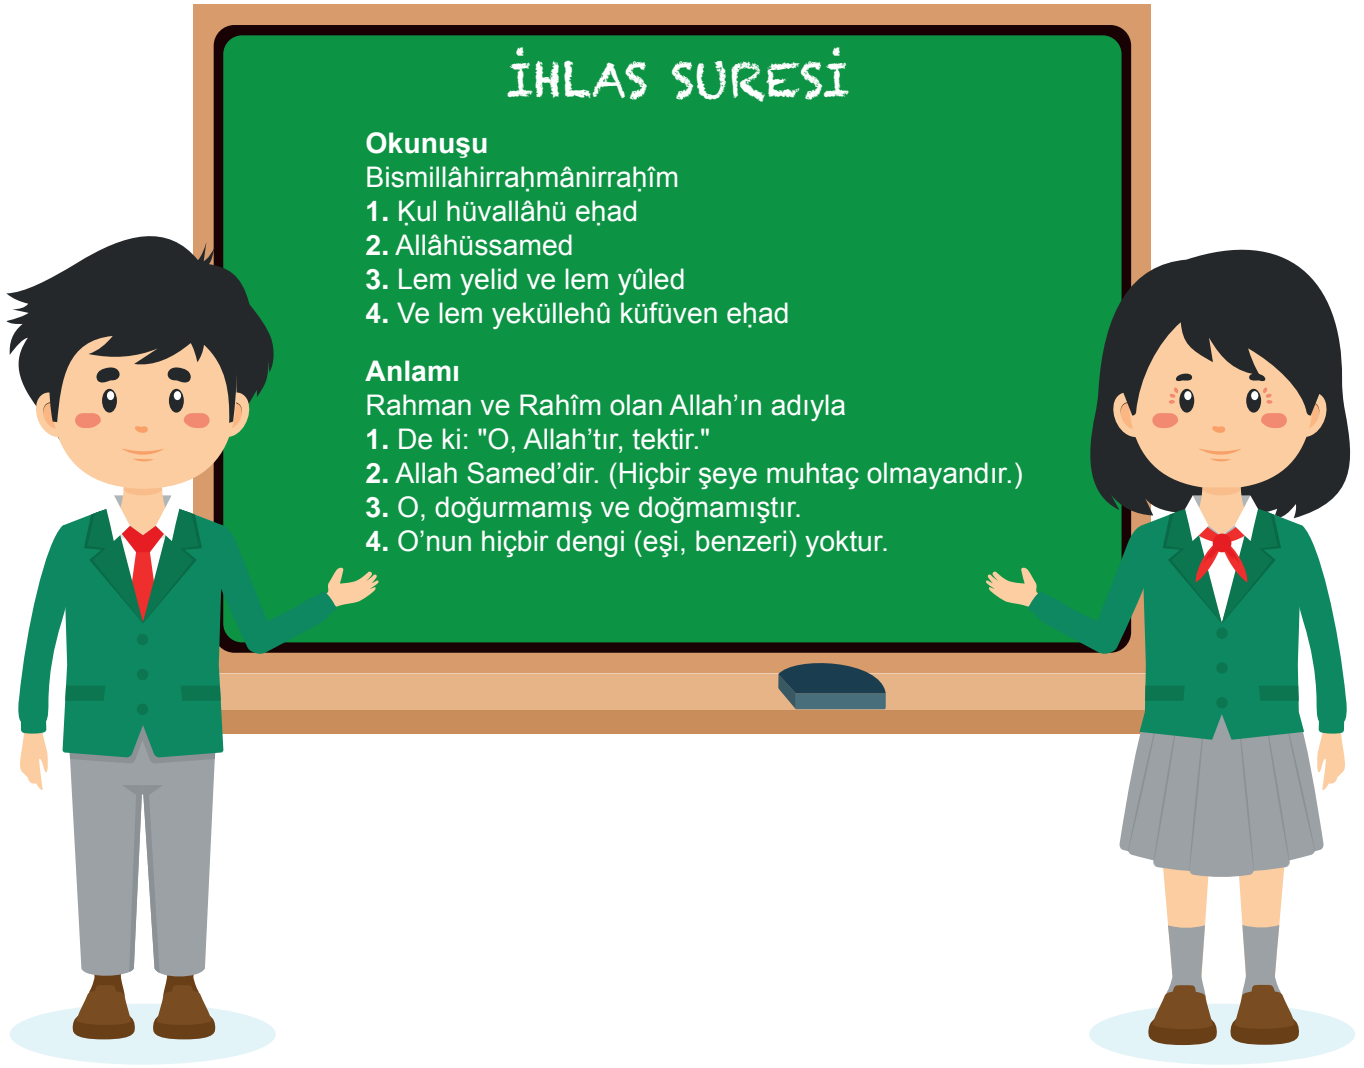 İHLAS SURESİ
Okunuşu
Bismillâhirraḥmânirraḥîm
1. Ḳul hüvallâhü eḥad
2. Allâhüssamed
3. Lem yelid ve lem yûled
4. Ve lem yeküllehû küfüven eḥad
Anlamı
Rahman ve Rahîm olan Allah’ın adıyla
1. De ki: "O, Allah’tır, tektir."
2. Allah Samed’dir. (Hiçbir şeye muhtaç olmayandır.)
3. O, doğurmamış ve doğmamıştır.
4. O’nun hiçbir dengi (eşi, benzeri) yoktur.